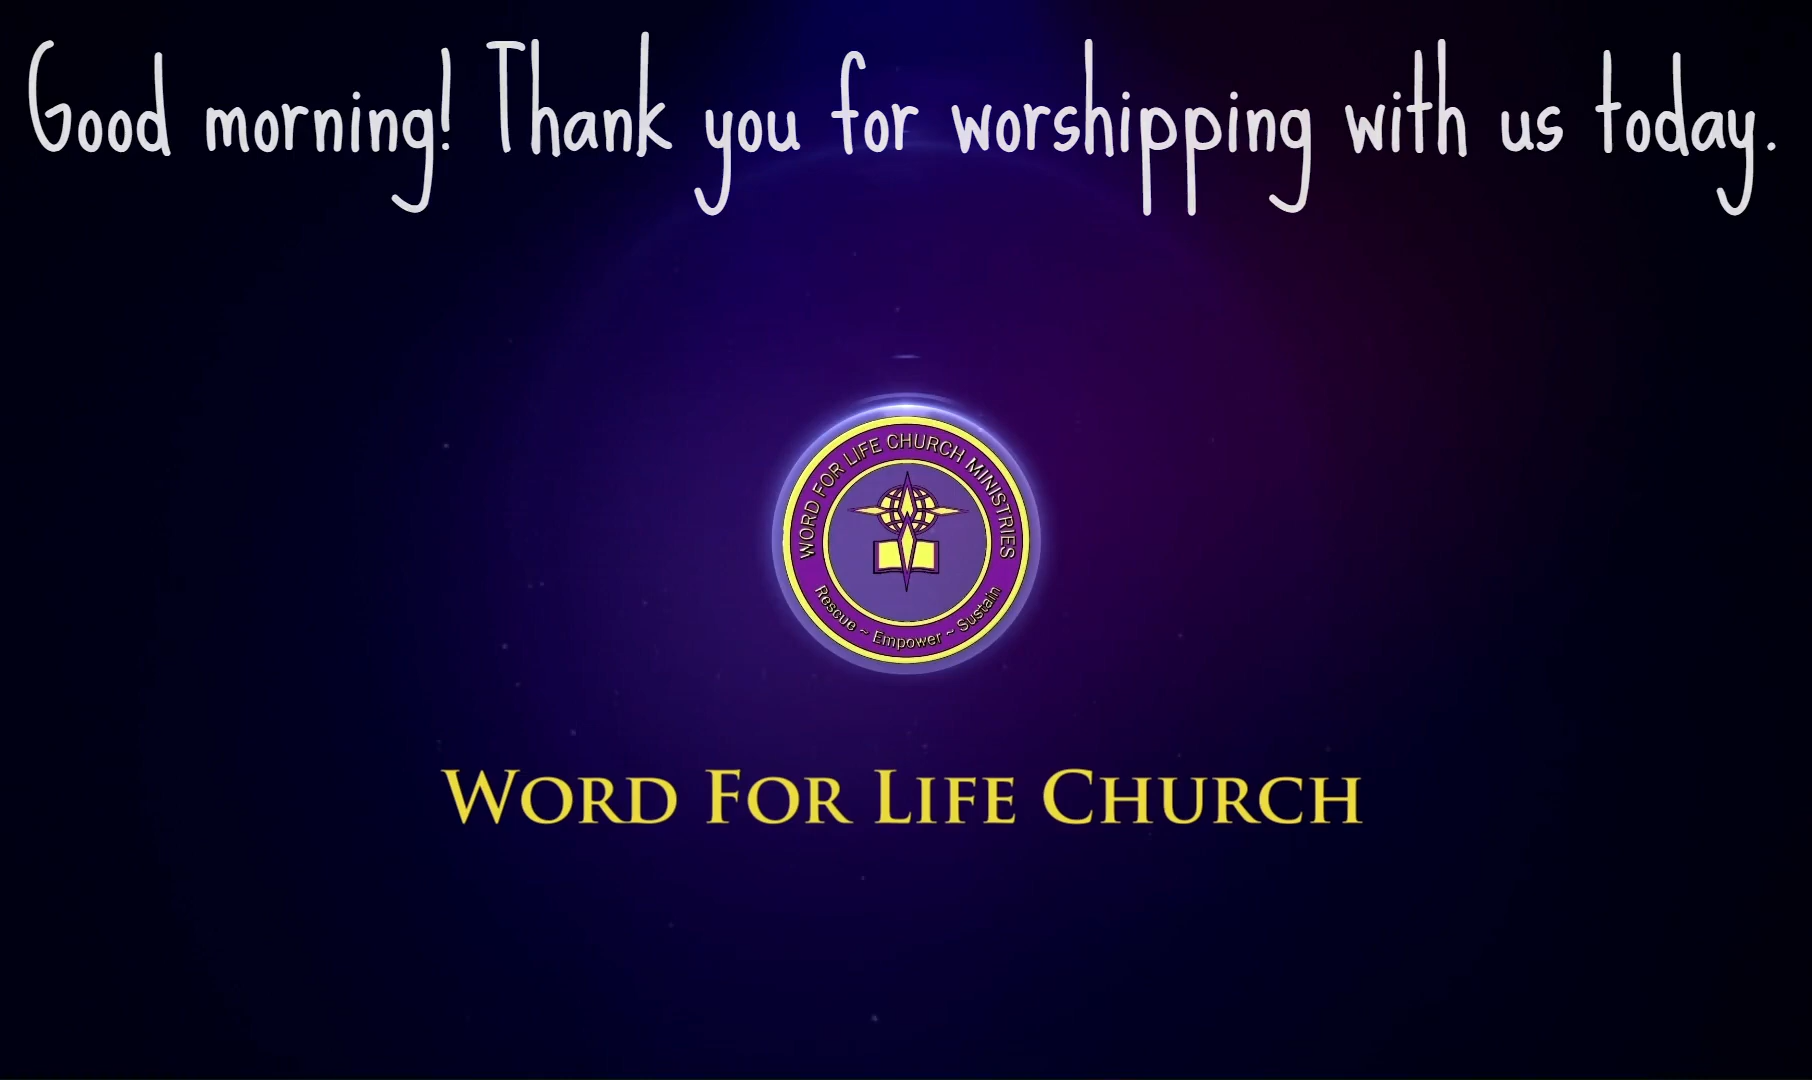 Good morning! Thank you for worshipping with us today.
WORD FOR LIFE CHURCH MINISTRIES
Rescue ~ Empower ~ Sustain
WORD FOR LIFE CHURCH